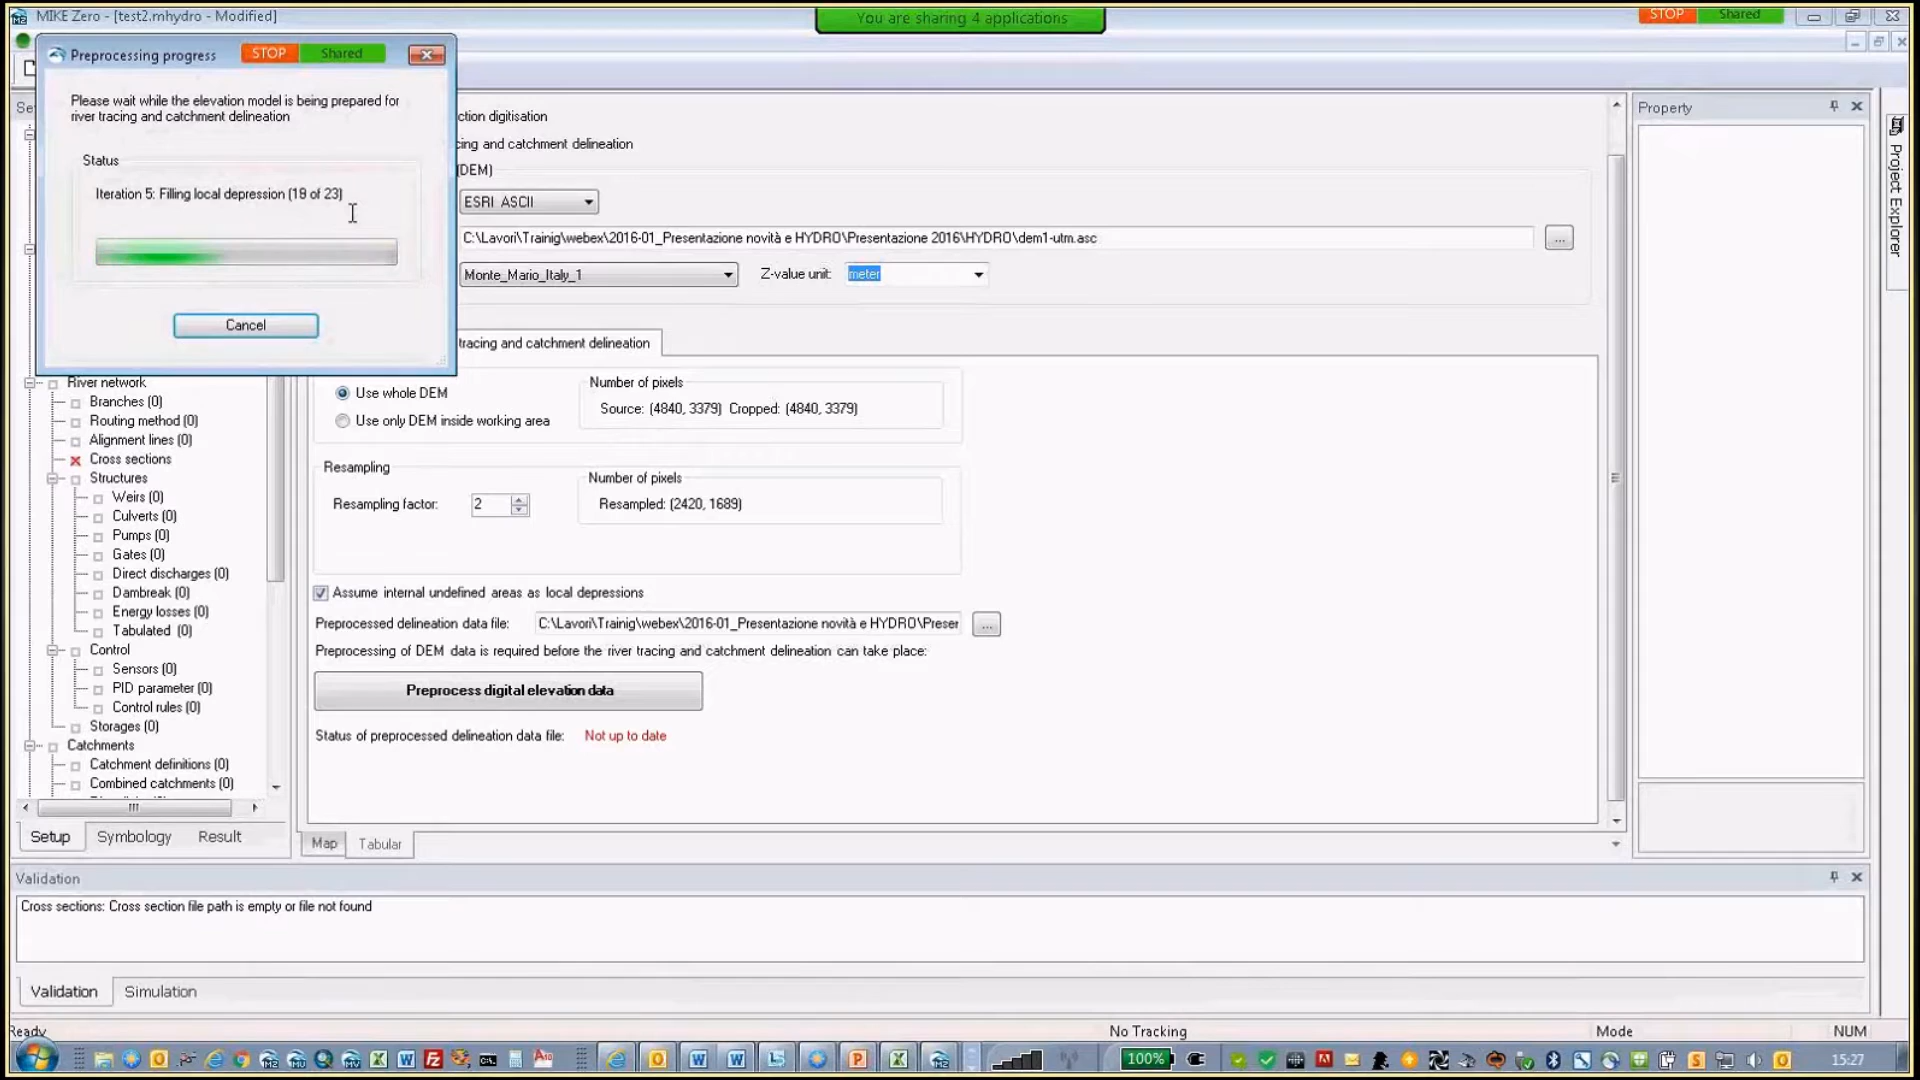 MIKE Zero - [test2.mhydro - Modified]
You are sharing 4 applications
STOP Shared
Preprocessing progress
STOP Shared
Please wait while the elevation model is being prepared for
river tracing and catchment delineation
Status
Iteration 5: Filling local depression (19 of 23)
Cancel
ction digitisation
cing and catchment delineation
(DEM)
ESRI ASCII
C:\Lavori\Trainig\webex\2016-01_Presentazione novità e HYDRO\Presentazione 2016\HYDRO\dem1-utm.asc
...
Monte_Mario_Italy_1
Z-value unit:
meter
tracing and catchment delineation
Use whole DEM
Use only DEM inside working area
Number of pixels
Source: (4840, 3379) Cropped: (4840, 3379)
Resampling
Resampling factor:
2
Number of pixels
Resampled: (2420, 1689)
Assume internal undefined areas as local depressions
Preprocessed delineation data file:
C:\Lavori\Trainig\webex\2016-01_Presentazione novità e HYDRO\Preser
...
Preprocessing of DEM data is required before the river tracing and catchment delineation can take place:
Preprocess digital elevation data
Status of preprocessed delineation data file: Not up to date
River network
Branches (0)
Routing method (0)
Alignment lines (0)
Cross sections
Structures
Weirs (0)
Culverts (0)
Pumps (0)
Gates (0)
Direct discharges (0)
Dambreak (0)
Energy losses (0)
Tabulated (0)
Control
Sensors (0)
PID parameter (0)
Control rules (0)
Storages (0)
Catchments
Catchment definitions (0)
Combined catchments (0)
Setup
Symbology
Result
Map
Tabular
Property
Project Explorer
Validation
Cross sections: Cross section file path is empty or file not found
Validation
Simulation
Ready
No Tracking
Mode
NUM
100%
15:27